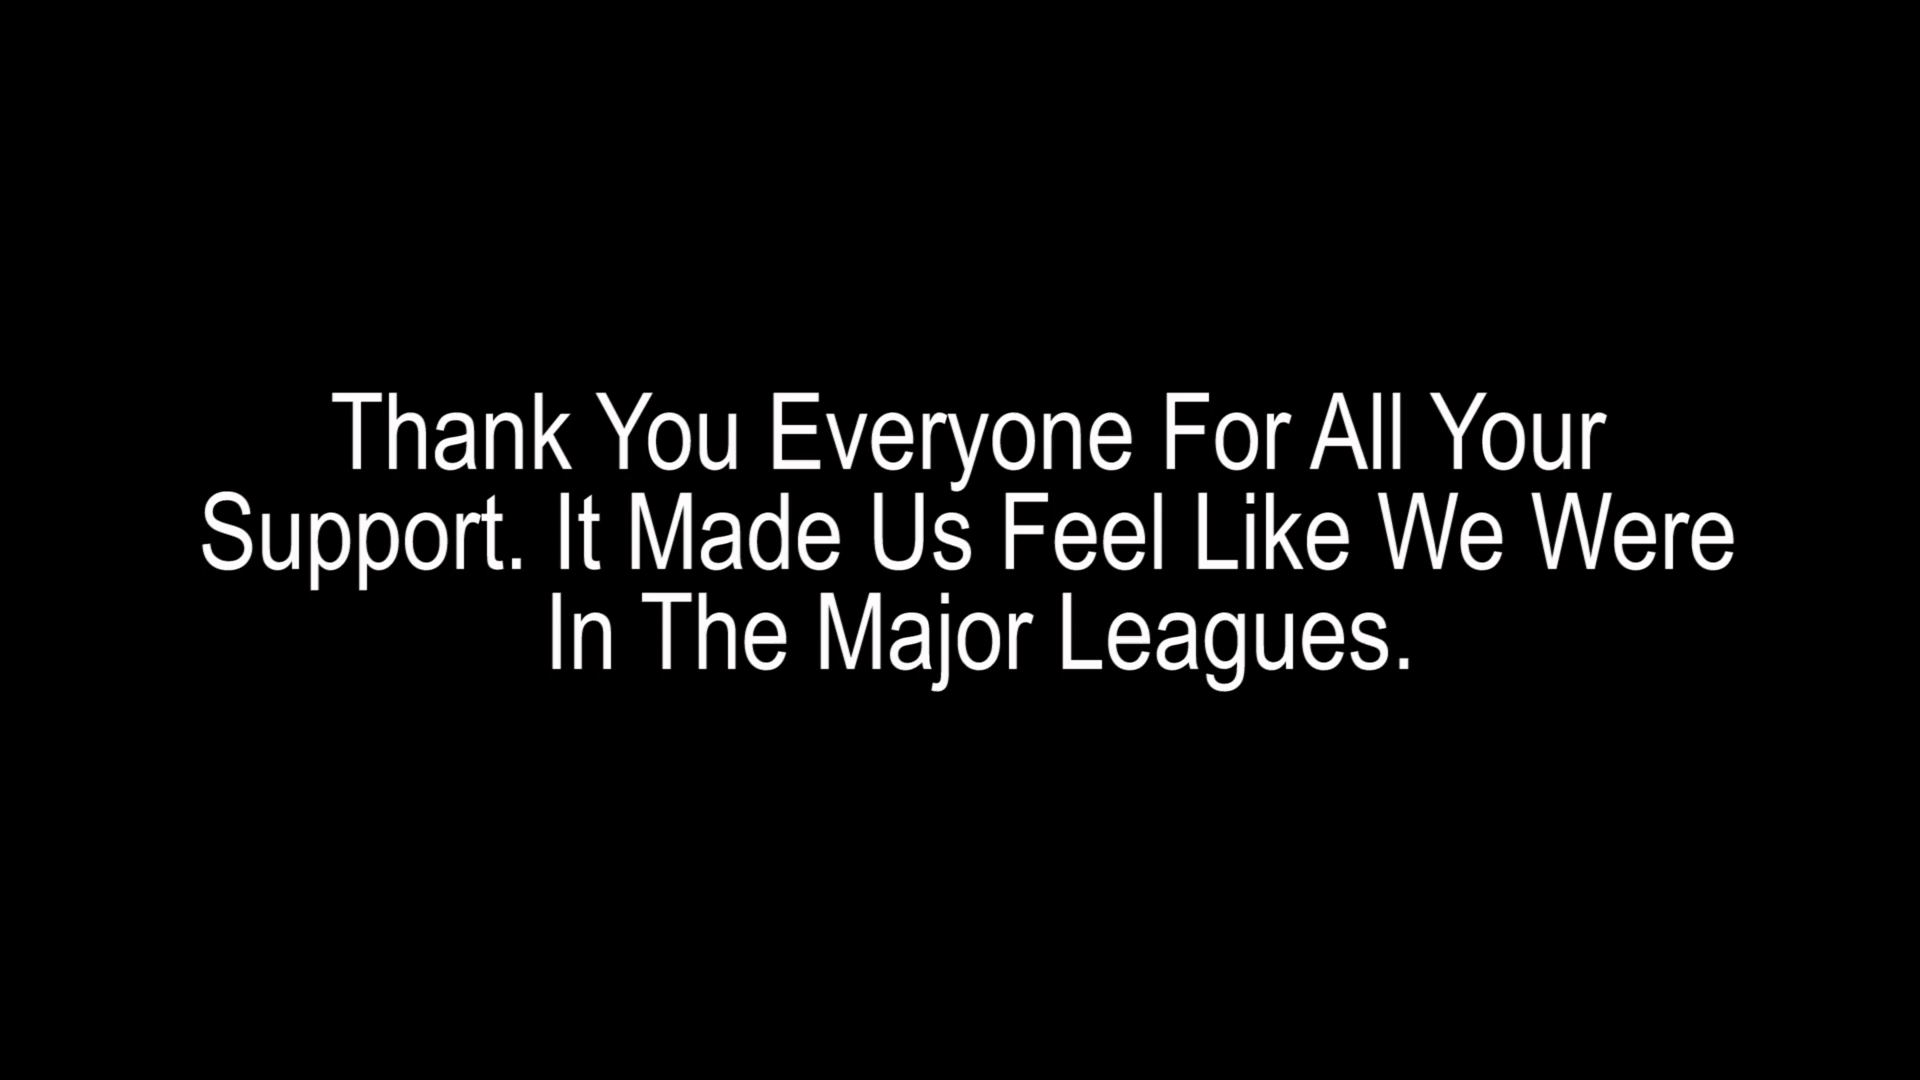 Thank You Everyone For All Your
Support. It Made Us Feel Like We Were
In The Major Leagues.